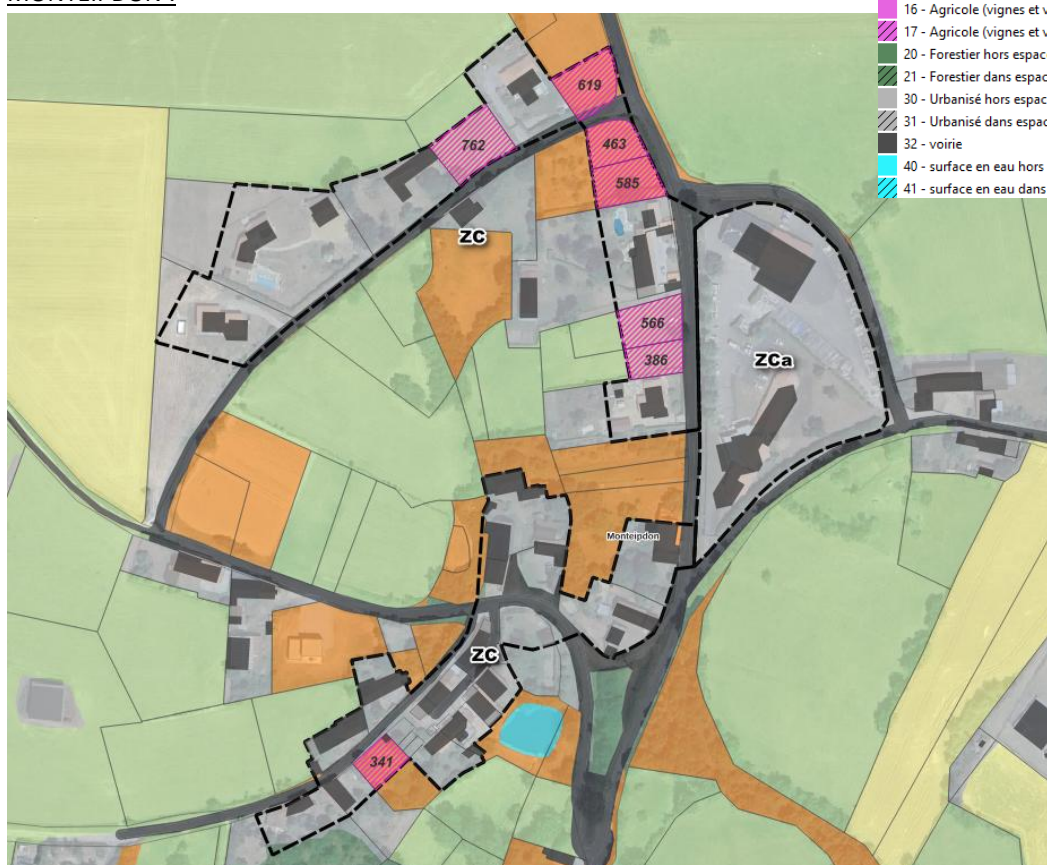 16 - Agricole (vignes et v
17 - Agricole (vignes et v
20 - Forestier hors espac
21 - Forestier dans espac
30 - Urbanisé hors espac
31 - Urbanisé dans espac
32 - voirie
40 - surface en eau hors
41 - surface en eau dans
619
762
463
585
ZC
566
386
ZCa
Monteipdon
ZC
341